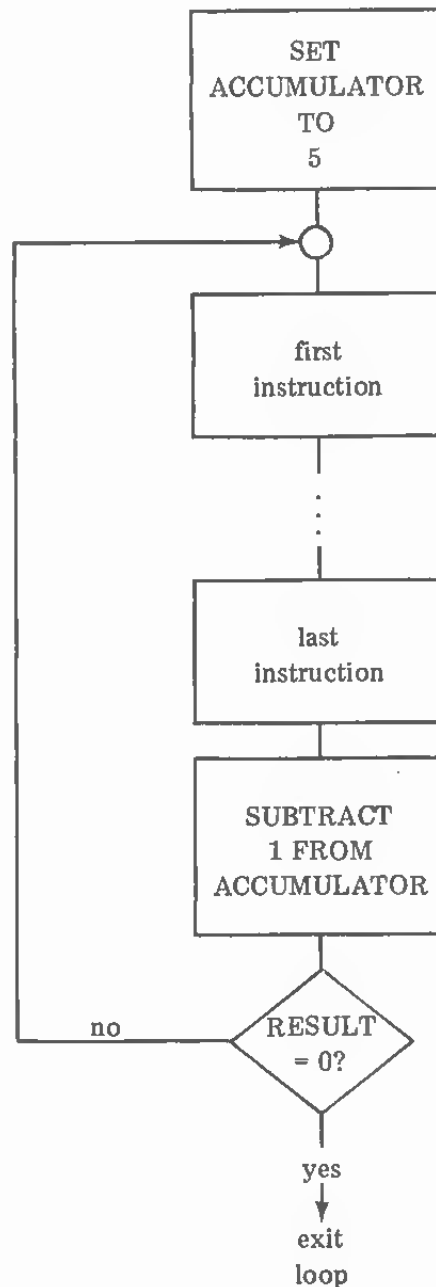 SET
ACCUMULATOR
TO
5
first
instruction
last
instruction
SUBTRACT
1 FROM
ACCUMULATOR
no
RESULT
= 0?
yes
exit
loop